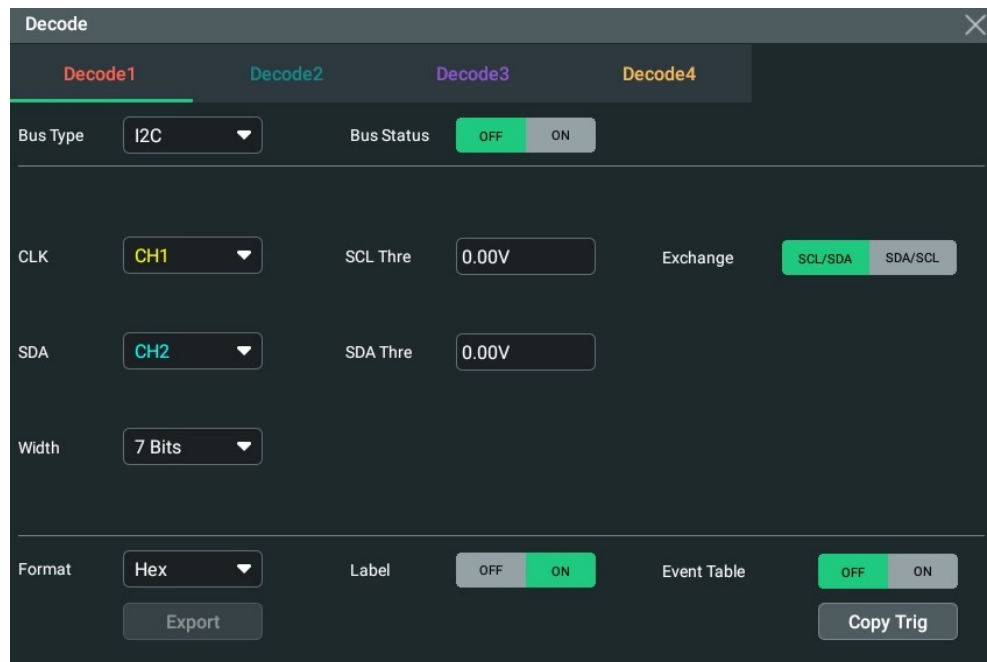 Decode
Decode1 Decode2 Decode3 Decode4
Bus Type I2C Bus Status OFF ON
CLK CH1 SCL Thre 0.00V Exchange SCL/SDA SDA/SCL
SDA CH2 SDA Thre 0.00V
Width 7 Bits
Format Hex Label OFF ON Event Table OFF ON
Export Copy Trig